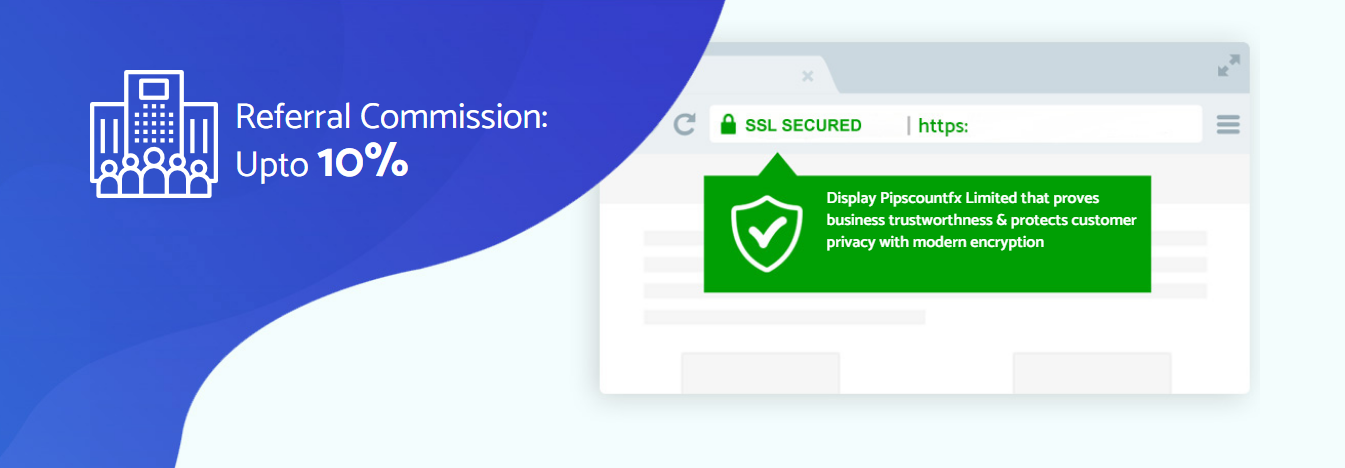 Referral Commission:
Upto 10%
SSL SECURED | https:
Display Pipscountfx Limited that proves
business trustworthness & protects customer
privacy with modern encryption